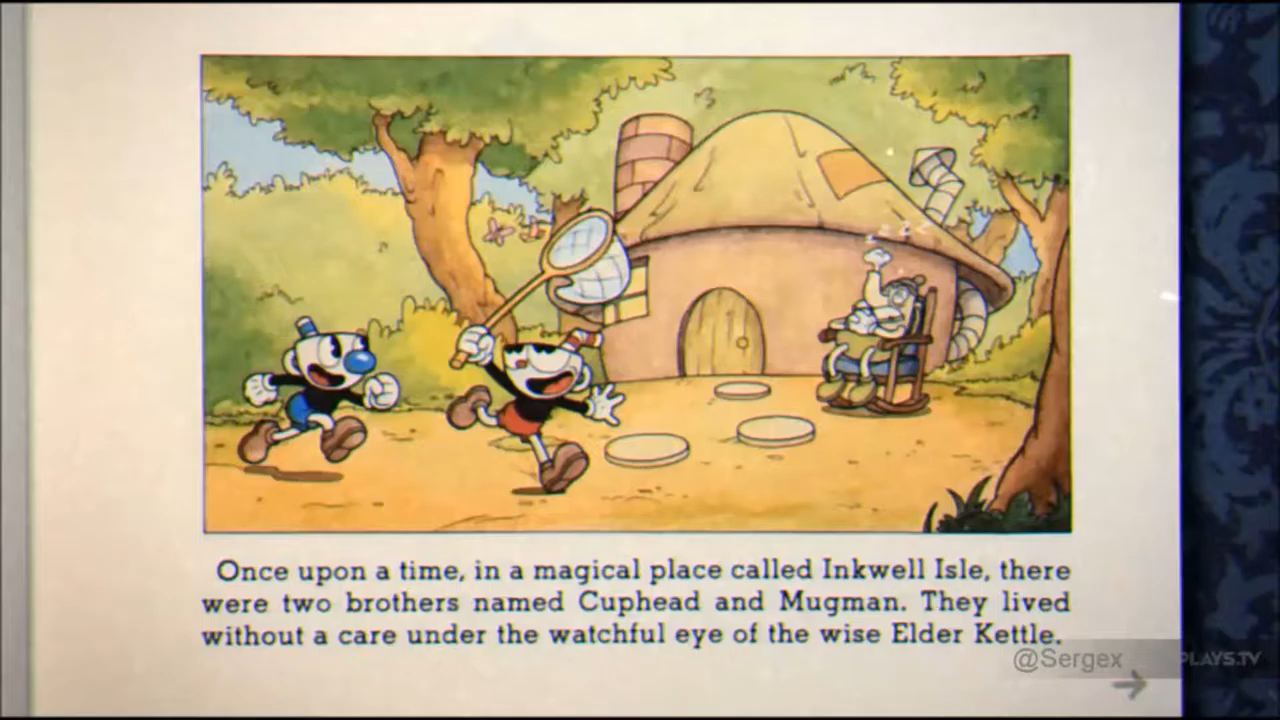 z z z z
Once upon a time, in a magical place called Inkwell Isle, there
were two brothers named Cuphead and Mugman. They lived
without a care under the watchful eye of the wise Elder Kettle.
@Sergex
PLAYS.TV